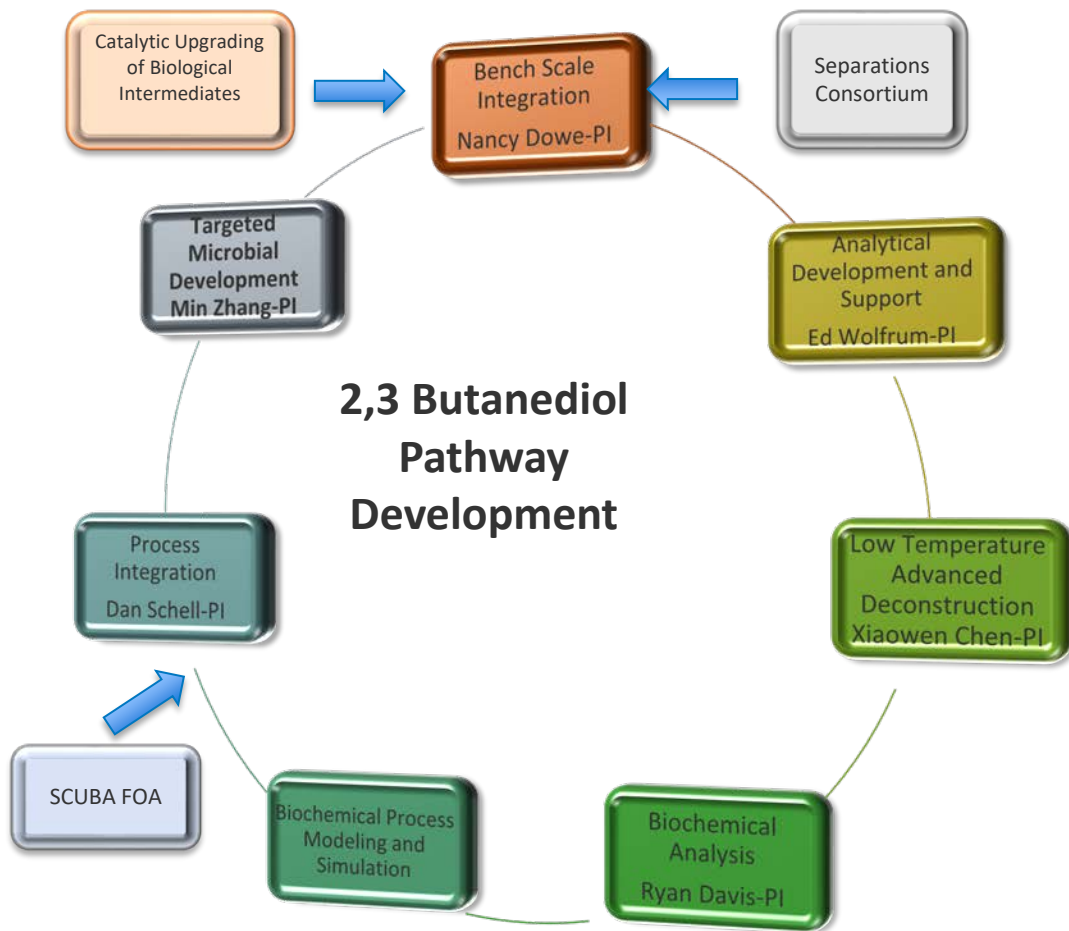 Catalytic Upgrading
of Biological
Intermediates
Bench Scale
Integration
Nancy Dowe-PI
Separations
Consortium
Targeted
Microbial
Development
Min Zhang-PI
Analytical
Development and
Support
Ed Wolfrum-PI
2,3 Butanediol
Pathway
Development
Process
Integration
Dan Schell-PI
Low Temperature
Advanced
Deconstruction
Xiaowen Chen-PI
SCUBA FOA
Biochemical Process
Modeling and
Simulation
Biochemical
Analysis
Ryan Davis-PI